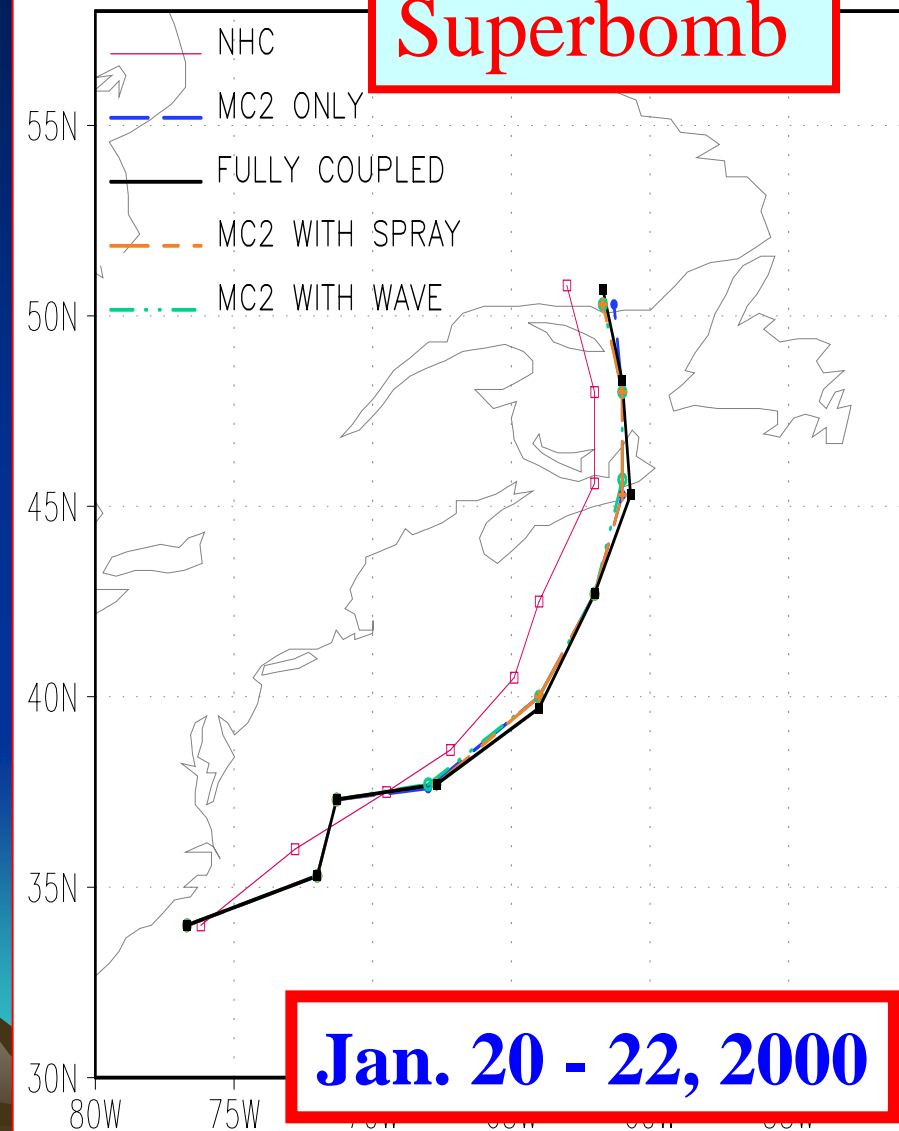 Superbomb
NHC
MC2 ONLY
FULLY COUPLED
MC2 WITH SPRAY
MC2 WITH WAVE
55N
50N
45N
40N
35N
30N
Jan. 20 - 22, 2000
80W 75W